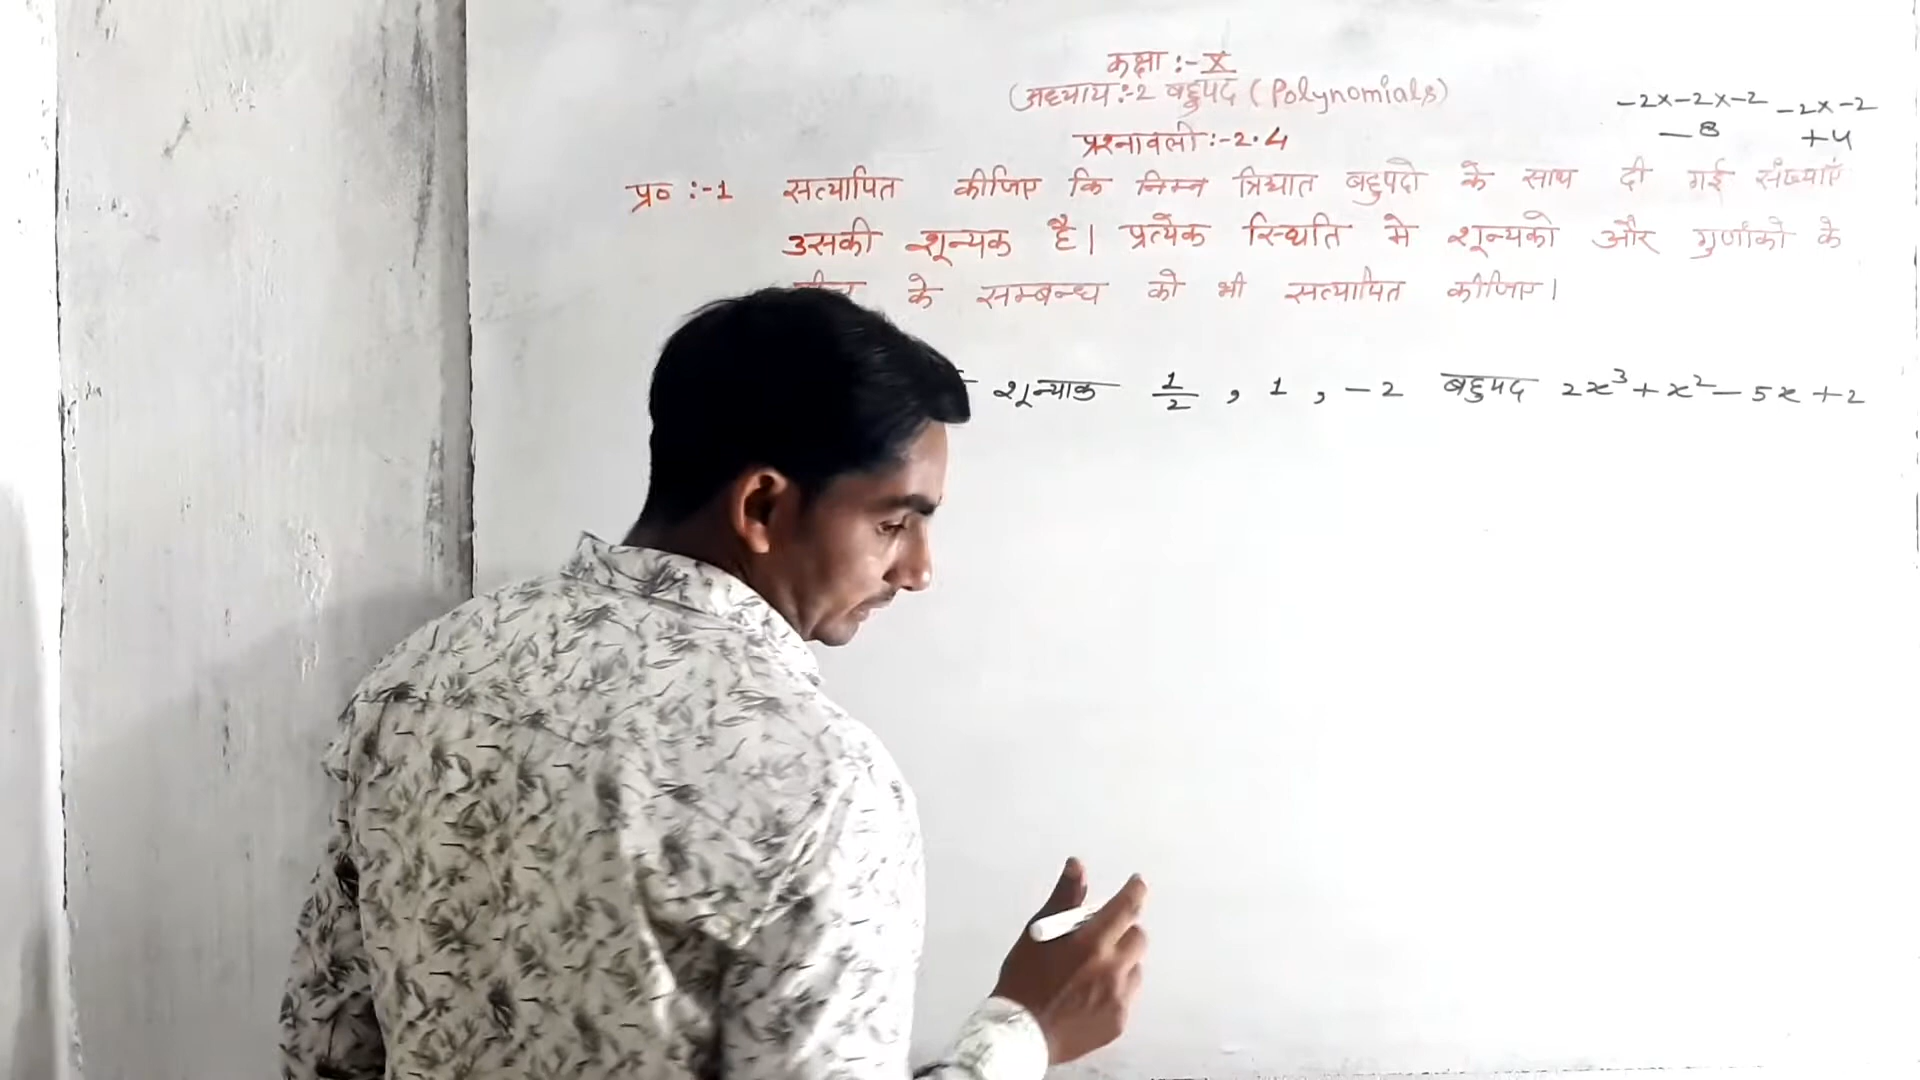 कक्षा :- X
(अध्याय :- 2 बहुपद (Polynomials)
प्रश्नावली :- 2.4
-2x-2x-2 -2x-2
-8 +4
प्र० :- 1 सत्यापित कीजिए कि निम्न त्रिघात बहुपदो के साथ दी गई संख्याएं
उसकी शून्यक है। प्रत्येक स्थिति मे शून्यको और गुणांको के
के सम्बन्ध को भी सत्यापित कीजिए।
शून्याक 1/2 , 1 , -2 बहुपद 2x³+x²-5x+2